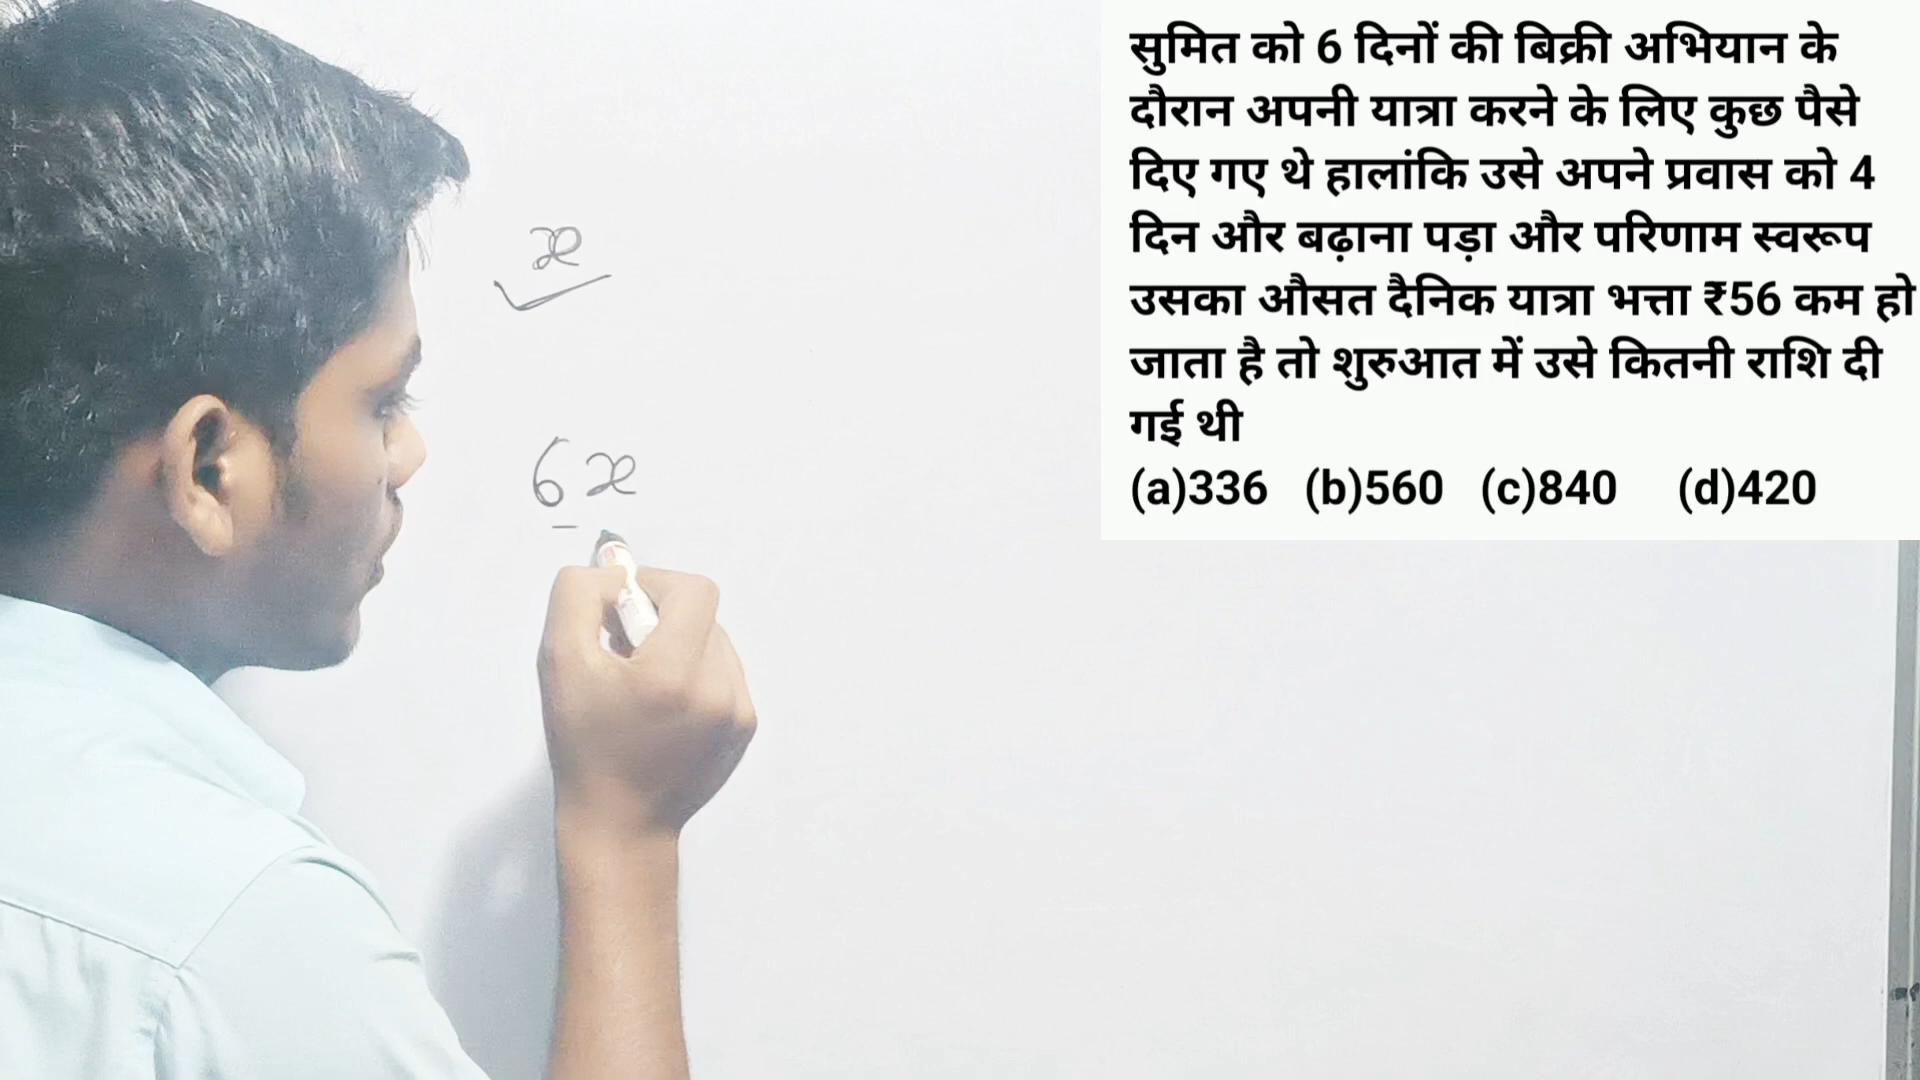 x
6x
सुमित को 6 दिनों की बिक्री अभियान के
दौरान अपनी यात्रा करने के लिए कुछ पैसे
दिए गए थे हालांकि उसे अपने प्रवास को 4
दिन और बढ़ाना पड़ा और परिणाम स्वरूप
उसका औसत दैनिक यात्रा भत्ता ₹56 कम हो
जाता है तो शुरुआत में उसे कितनी राशि दी
गई थी
(a)336 (b)560 (c)840 (d)420